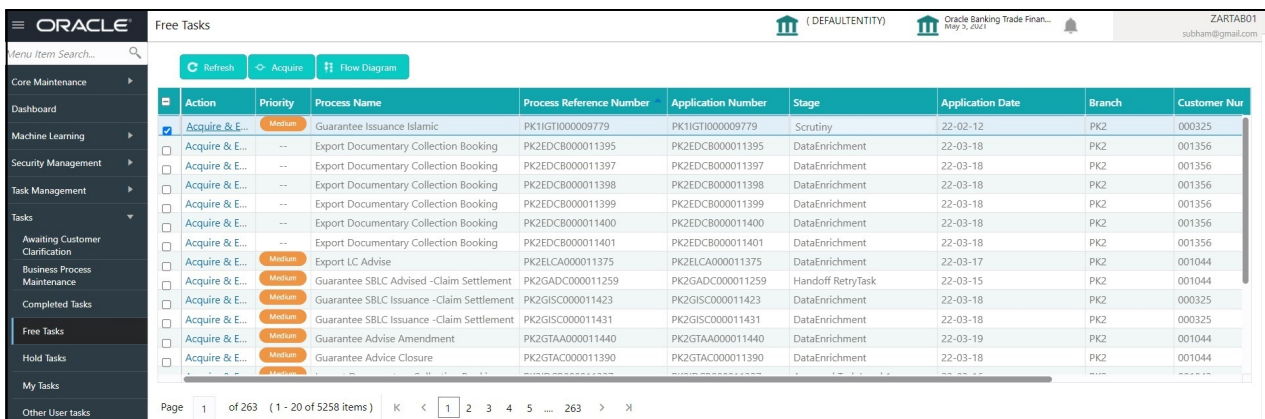 ORACLE
Free Tasks
( DEFAULTENTITY)
Oracle Banking Trade Finan...
May 5, 2021
ZARTAB01
subham@gmail.com
Menu Item Search...
Core Maintenance
Dashboard
Machine Learning
Security Management
Task Management
Tasks
Awaiting Customer
Clarification
Business Process
Maintenance
Completed Tasks
Free Tasks
Hold Tasks
My Tasks
Other User tasks
Refresh Acquire Flow Diagram
Action Priority Process Name Process Reference Number Application Number Stage Application Date Branch Customer Nur
Acquire & E... Medium Guarantee Issuance Islamic PK1IGTI000009779 PK1IGTI000009779 Scrutiny 22-02-12 PK2 000325
Acquire & E... -- Export Documentary Collection Booking PK2EDCB000011395 PK2EDCB000011395 DataEnrichment 22-03-18 PK2 001356
Acquire & E... -- Export Documentary Collection Booking PK2EDCB000011397 PK2EDCB000011397 DataEnrichment 22-03-18 PK2 001356
Acquire & E... -- Export Documentary Collection Booking PK2EDCB000011398 PK2EDCB000011398 DataEnrichment 22-03-18 PK2 001356
Acquire & E... -- Export Documentary Collection Booking PK2EDCB000011399 PK2EDCB000011399 DataEnrichment 22-03-18 PK2 001356
Acquire & E... -- Export Documentary Collection Booking PK2EDCB000011400 PK2EDCB000011400 DataEnrichment 22-03-18 PK2 001356
Acquire & E... -- Export Documentary Collection Booking PK2EDCB000011401 PK2EDCB000011401 DataEnrichment 22-03-18 PK2 001356
Acquire & E... Medium Export LC Advise PK2ELCA000011375 PK2ELCA000011375 DataEnrichment 22-03-17 PK2 001044
Acquire & E... Medium Guarantee SBLC Advised -Claim Settlement PK2GADC000011259 PK2GADC000011259 Handoff RetryTask 22-03-15 PK2 001044
Acquire & E... Medium Guarantee SBLC Issuance -Claim Settlement PK2GISC000011423 PK2GISC000011423 DataEnrichment 22-03-18 PK2 000325
Acquire & E... Medium Guarantee SBLC Issuance -Claim Settlement PK2GISC000011431 PK2GISC000011431 DataEnrichment 22-03-18 PK2 000325
Acquire & E... Medium Guarantee Advise Amendment PK2GTAA000011440 PK2GTAA000011440 DataEnrichment 22-03-19 PK2 001044
Acquire & E... Medium Guarantee Advice Closure PK2GTAC000011390 PK2GTAC000011390 DataEnrichment 22-03-18 PK2 001044
Page 1 of 263 (1 - 20 of 5258 items) K < 1 2 3 4 5 .... 263 > >|